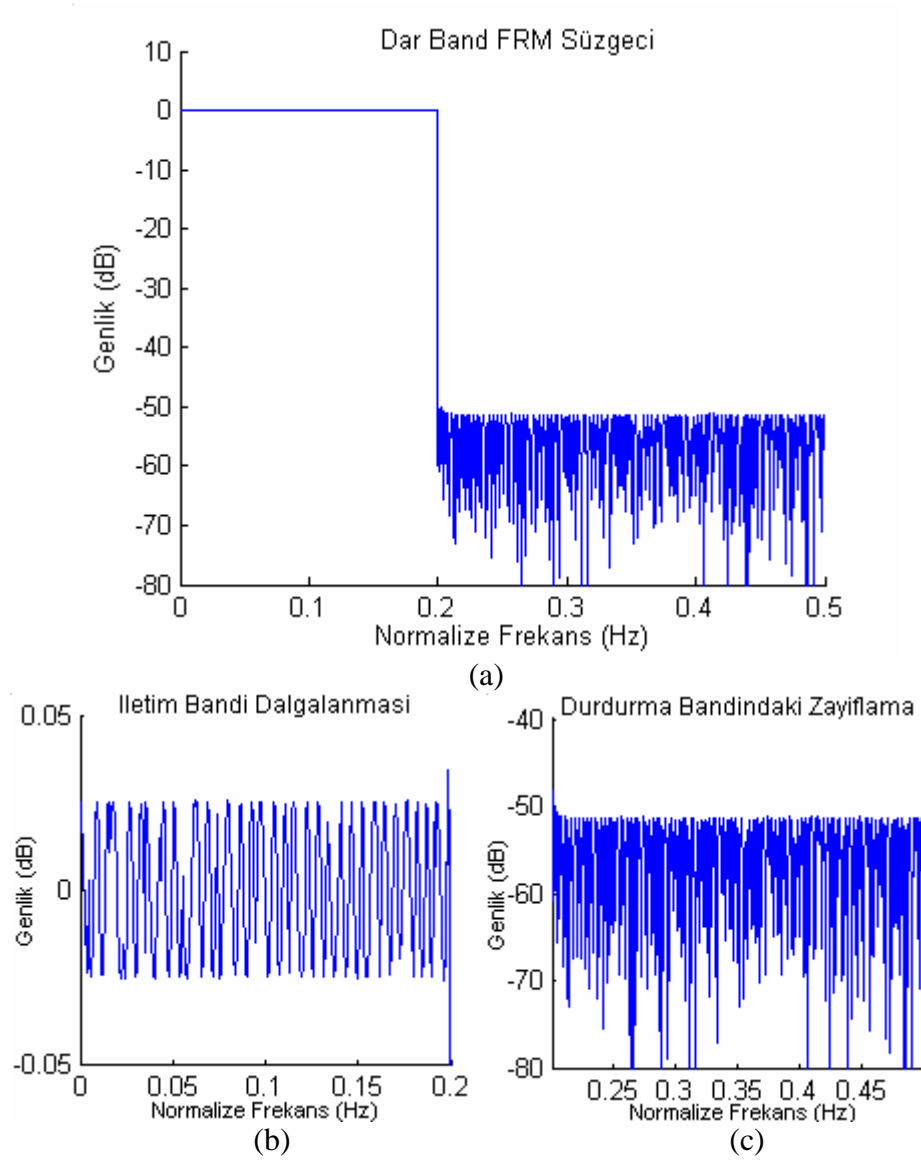 Dar Band FRM Süzgeci
10
0
-10
-20
-30
-40
-50
-60
-70
-80
Genlik (dB)
0 0.1 0.2 0.3 0.4 0.5
Normalize Frekans (Hz)
(a)
Iletim Bandi Dalgalanmasi
0.05
0
-0.05
Genlik (dB)
0 0.05 0.1 0.15 0.2
Normalize Frekans (Hz)
(b)
Durdurma Bandindaki Zayiflama
-40
-50
-60
-70
-80
Genlik (dB)
0.25 0.3 0.35 0.4 0.45
Normalize Frekans (Hz)
(c)